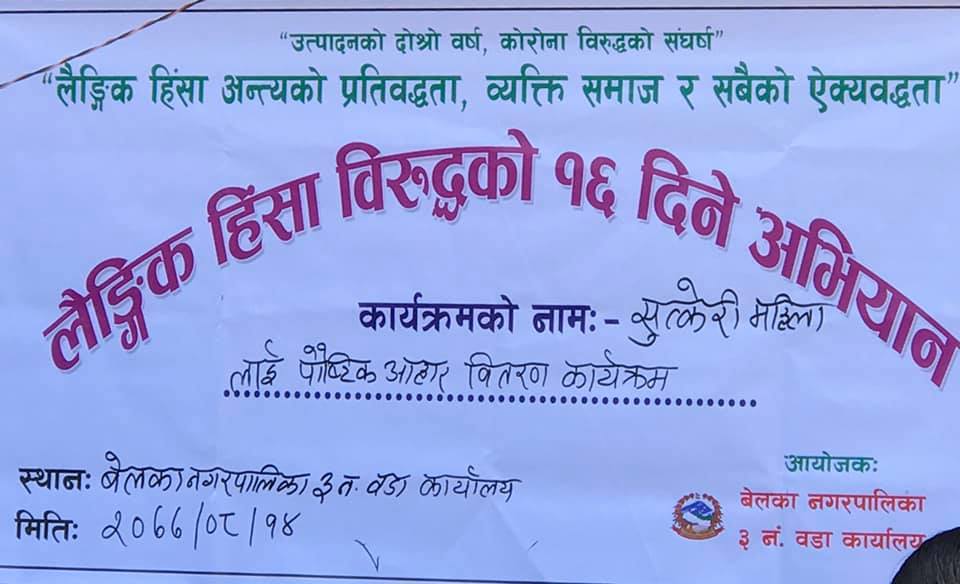 “उत्पादनको दोश्रो वर्ष, कोरोना विरुद्धको संघर्ष”
“लैङ्गिक हिंसा अन्त्यको प्रतिवद्धता, व्यक्ति समाज र सबैको ऐक्यवद्धता”
लैङ्गिक हिंसा विरुद्धको १६ दिने अभियान
कार्यक्रमको नामः- सुत्केरी महिला
लाई पौष्टिक आहार वितरण कार्यक्रम
स्थानः बेलका नगरपालिका ३ न. वडा कार्यालय
मितिः २०७७/०८/१४
आयोजकः
बेलका नगरपालिका
३ नं. वडा कार्यालय